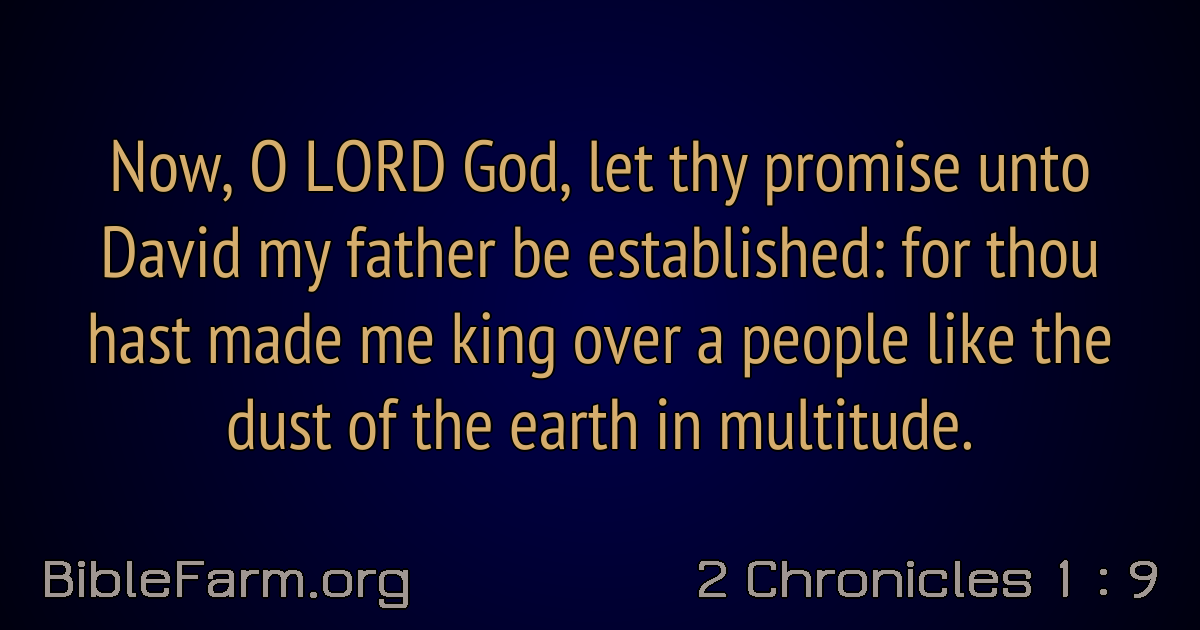 Now, O LORD God, let thy promise unto
David my father be established: for thou
hast made me king over a people like the
dust of the earth in multitude.
BibleFarm.org
2 Chronicles 1 : 9